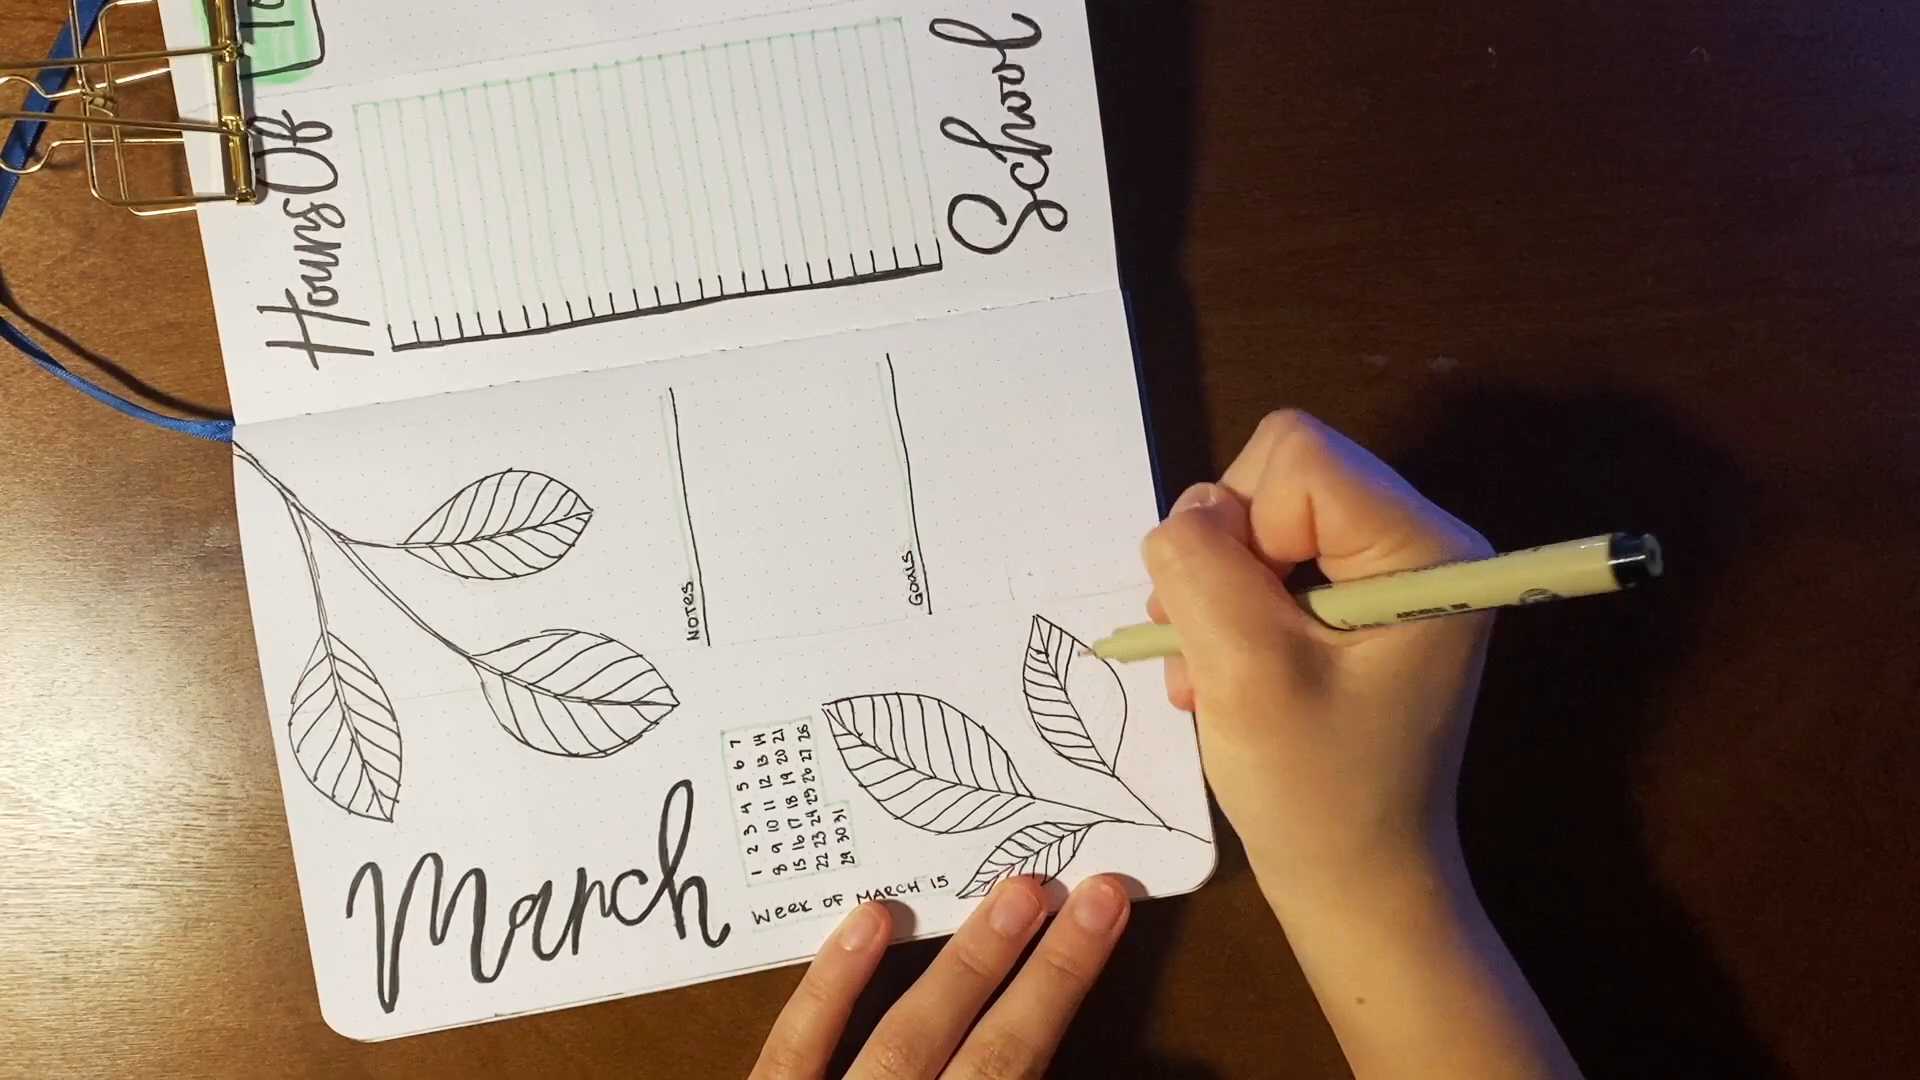 Hours Of
School
March
1 2 3 4 5 6 7
8 9 10 11 12 13 14
15 16 17 18 19 20 21
22 23 24 25 26 27 28
29 30 31
Week OF MARCH 15
Notes
Goals